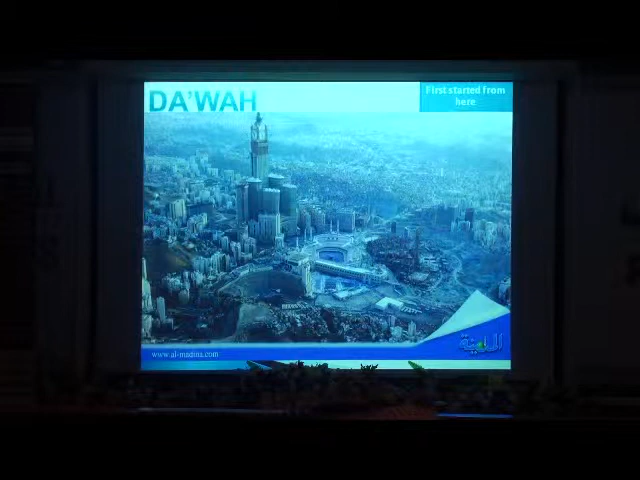 DA'WAH
First started from
here
www.al-madina.com
المدينة